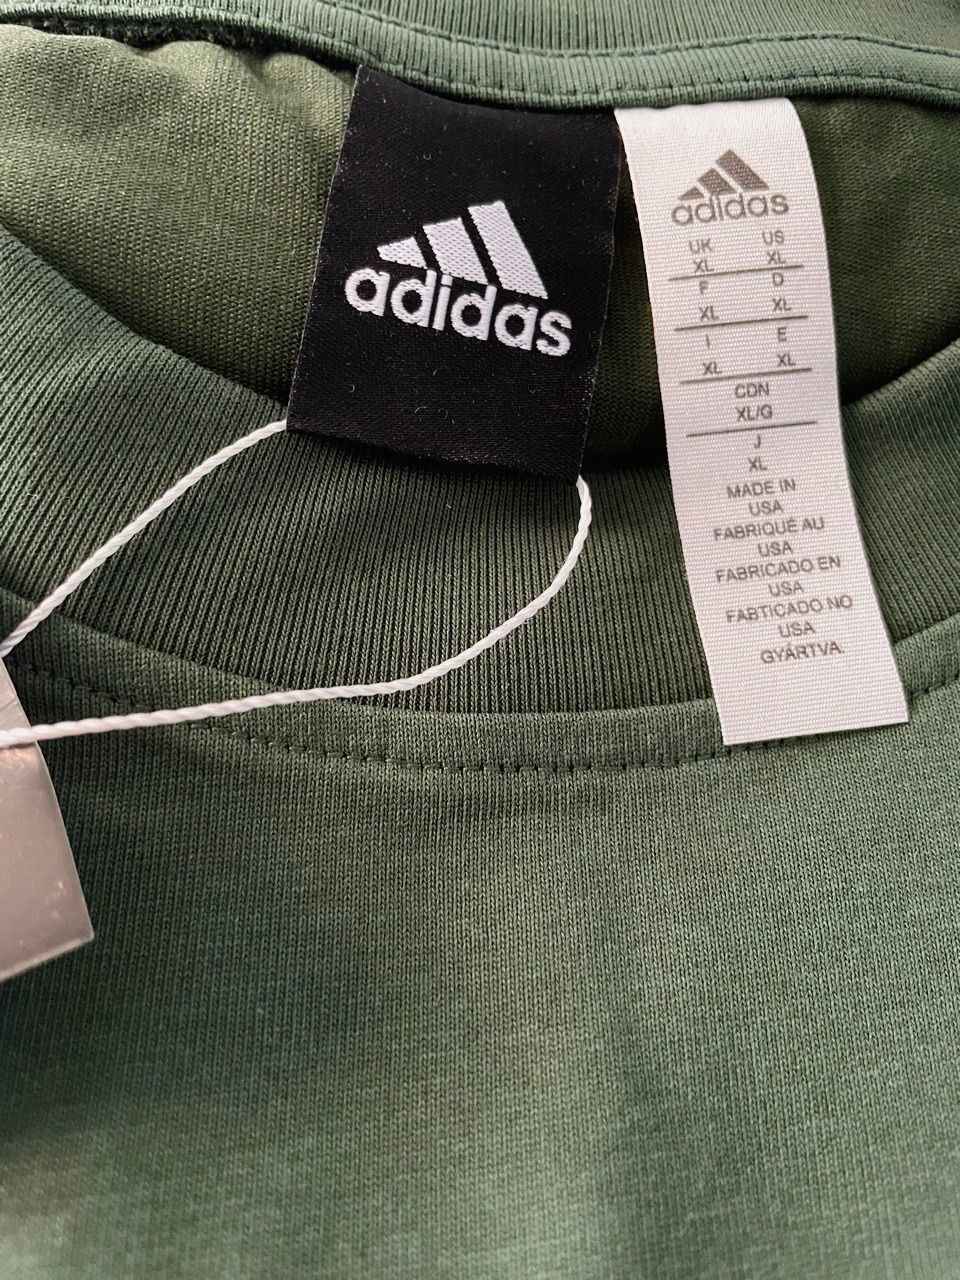 adidas
adidas
UK US
XL XL
F D
XL XL
I E
XL XL
CDN
XL/G
J
XL
MADE IN
USA
FABRIQUÉ AU
USA
FABRICADO EN
USA
FABTICADO NO
USA
GYÁRTVA: